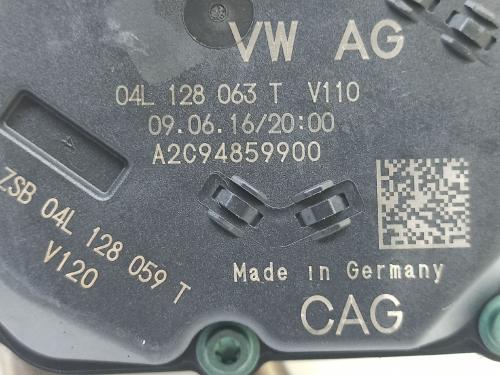 VW AG
04L 128 063 T V110
09.06.16/20:00
A2C94859900
ZSB 04L 128 059 T
V120
Made in Germany
CAG